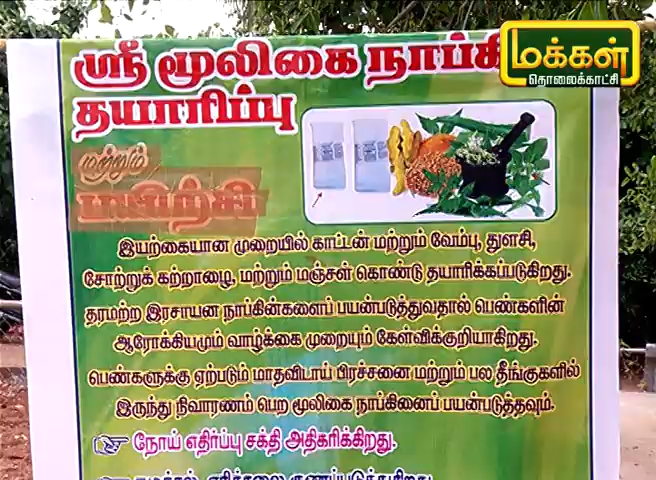 மக்கள்
தொலைக்காட்சி
ஸ்ரீ மூலிகை
தயாரிப்பு
மற்றும்
பயிற்சி
இயற்கையான முறையில் காட்டன் மற்றும் வேம்பு, துளசி,
சோற்றுக் கற்றாழை, மற்றும் மஞ்சள் கொண்டு தயாரிக்கப்படுகிறது.
தரமற்ற இரசாயன நாப்கின்களைப் பயன்படுத்துவதால் பெண்களின்
ஆரோக்கியமும் வாழ்க்கை முறையும் கேள்விக்குறியாகிறது.
பெண்களுக்கு ஏற்படும் மாதவிடாய் பிரச்சனை மற்றும் பல தீங்குகளில்
இருந்து நிவாரணம் பெற மூலிகை நாப்கினைப் பயன்படுத்தவும்.
நோய் எதிர்ப்பு சக்தி அதிகரிக்கிறது.